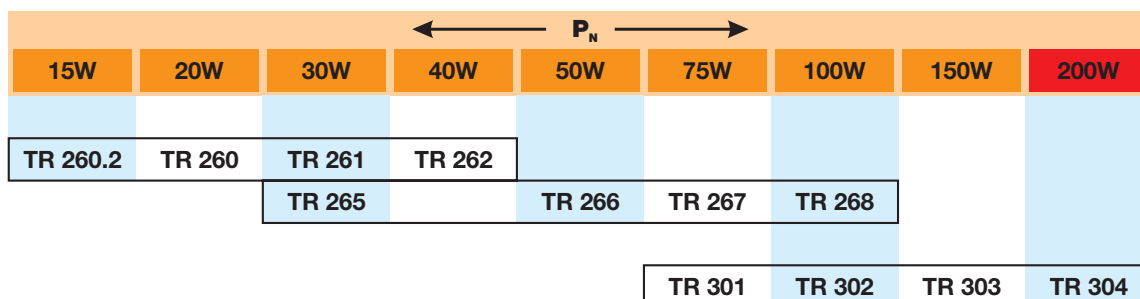 P_N
15W 20W 30W 40W 50W 75W 100W 150W 200W
TR 260.2 TR 260 TR 261 TR 262
TR 265 TR 266 TR 267 TR 268
TR 301 TR 302 TR 303 TR 304